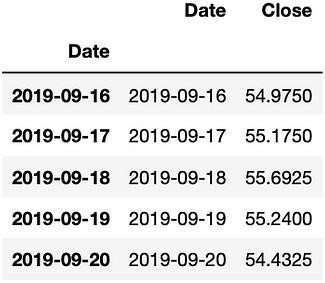 Date Close
Date
2019-09-16 2019-09-16 54.9750
2019-09-17 2019-09-17 55.1750
2019-09-18 2019-09-18 55.6925
2019-09-19 2019-09-19 55.2400
2019-09-20 2019-09-20 54.4325